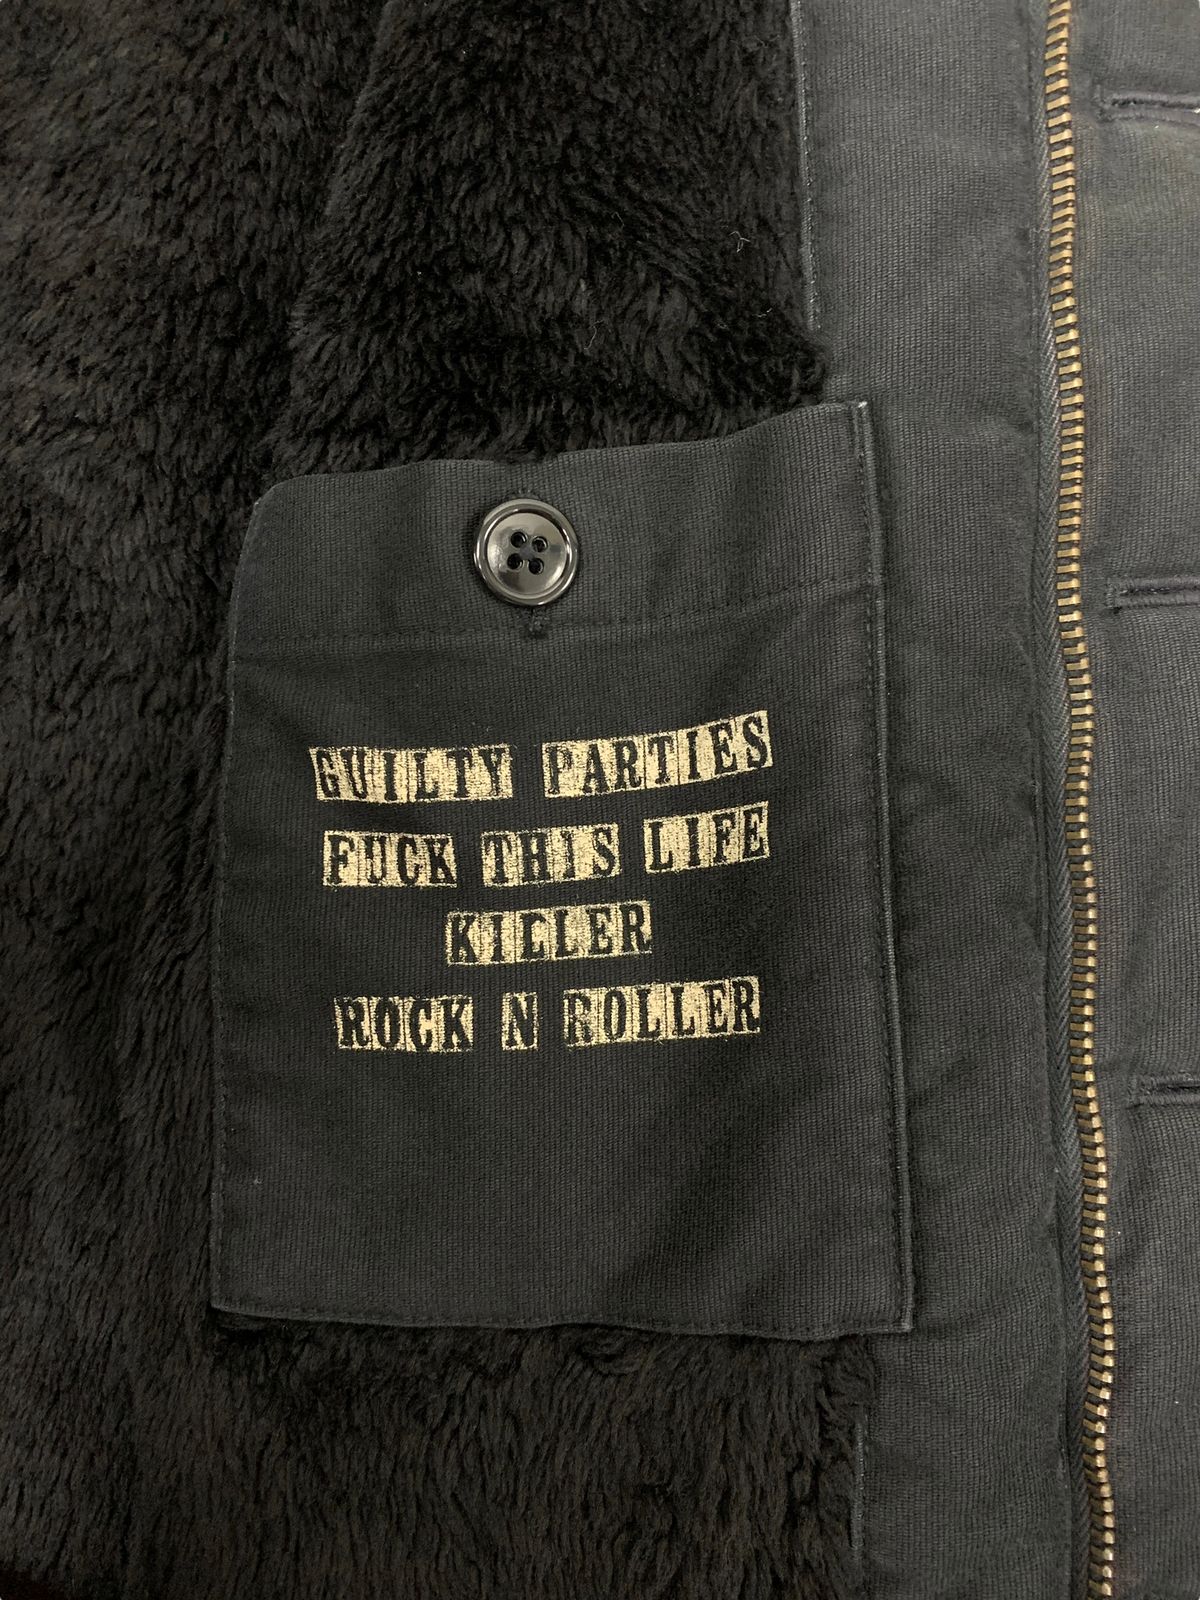 GUILTY PARTIES
FUCK THIS LIFE
KILLER
ROCK N ROLLER